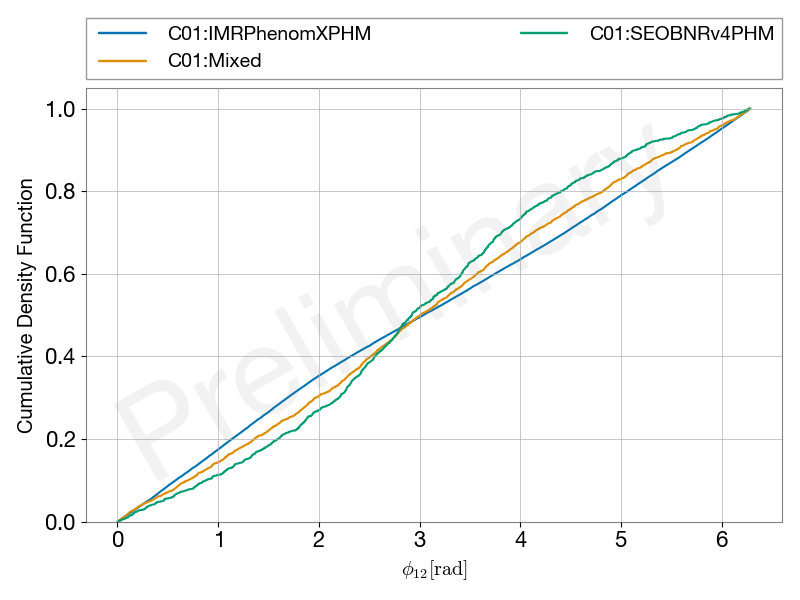 C01:IMRPhenomXPHM
C01:Mixed
C01:SEOBNRv4PHM
1.0
0.8
0.6
0.4
0.2
0.0
Cumulative Density Function
Preliminary
0 1 2 3 4 5 6
ϕ₁₂[rad]